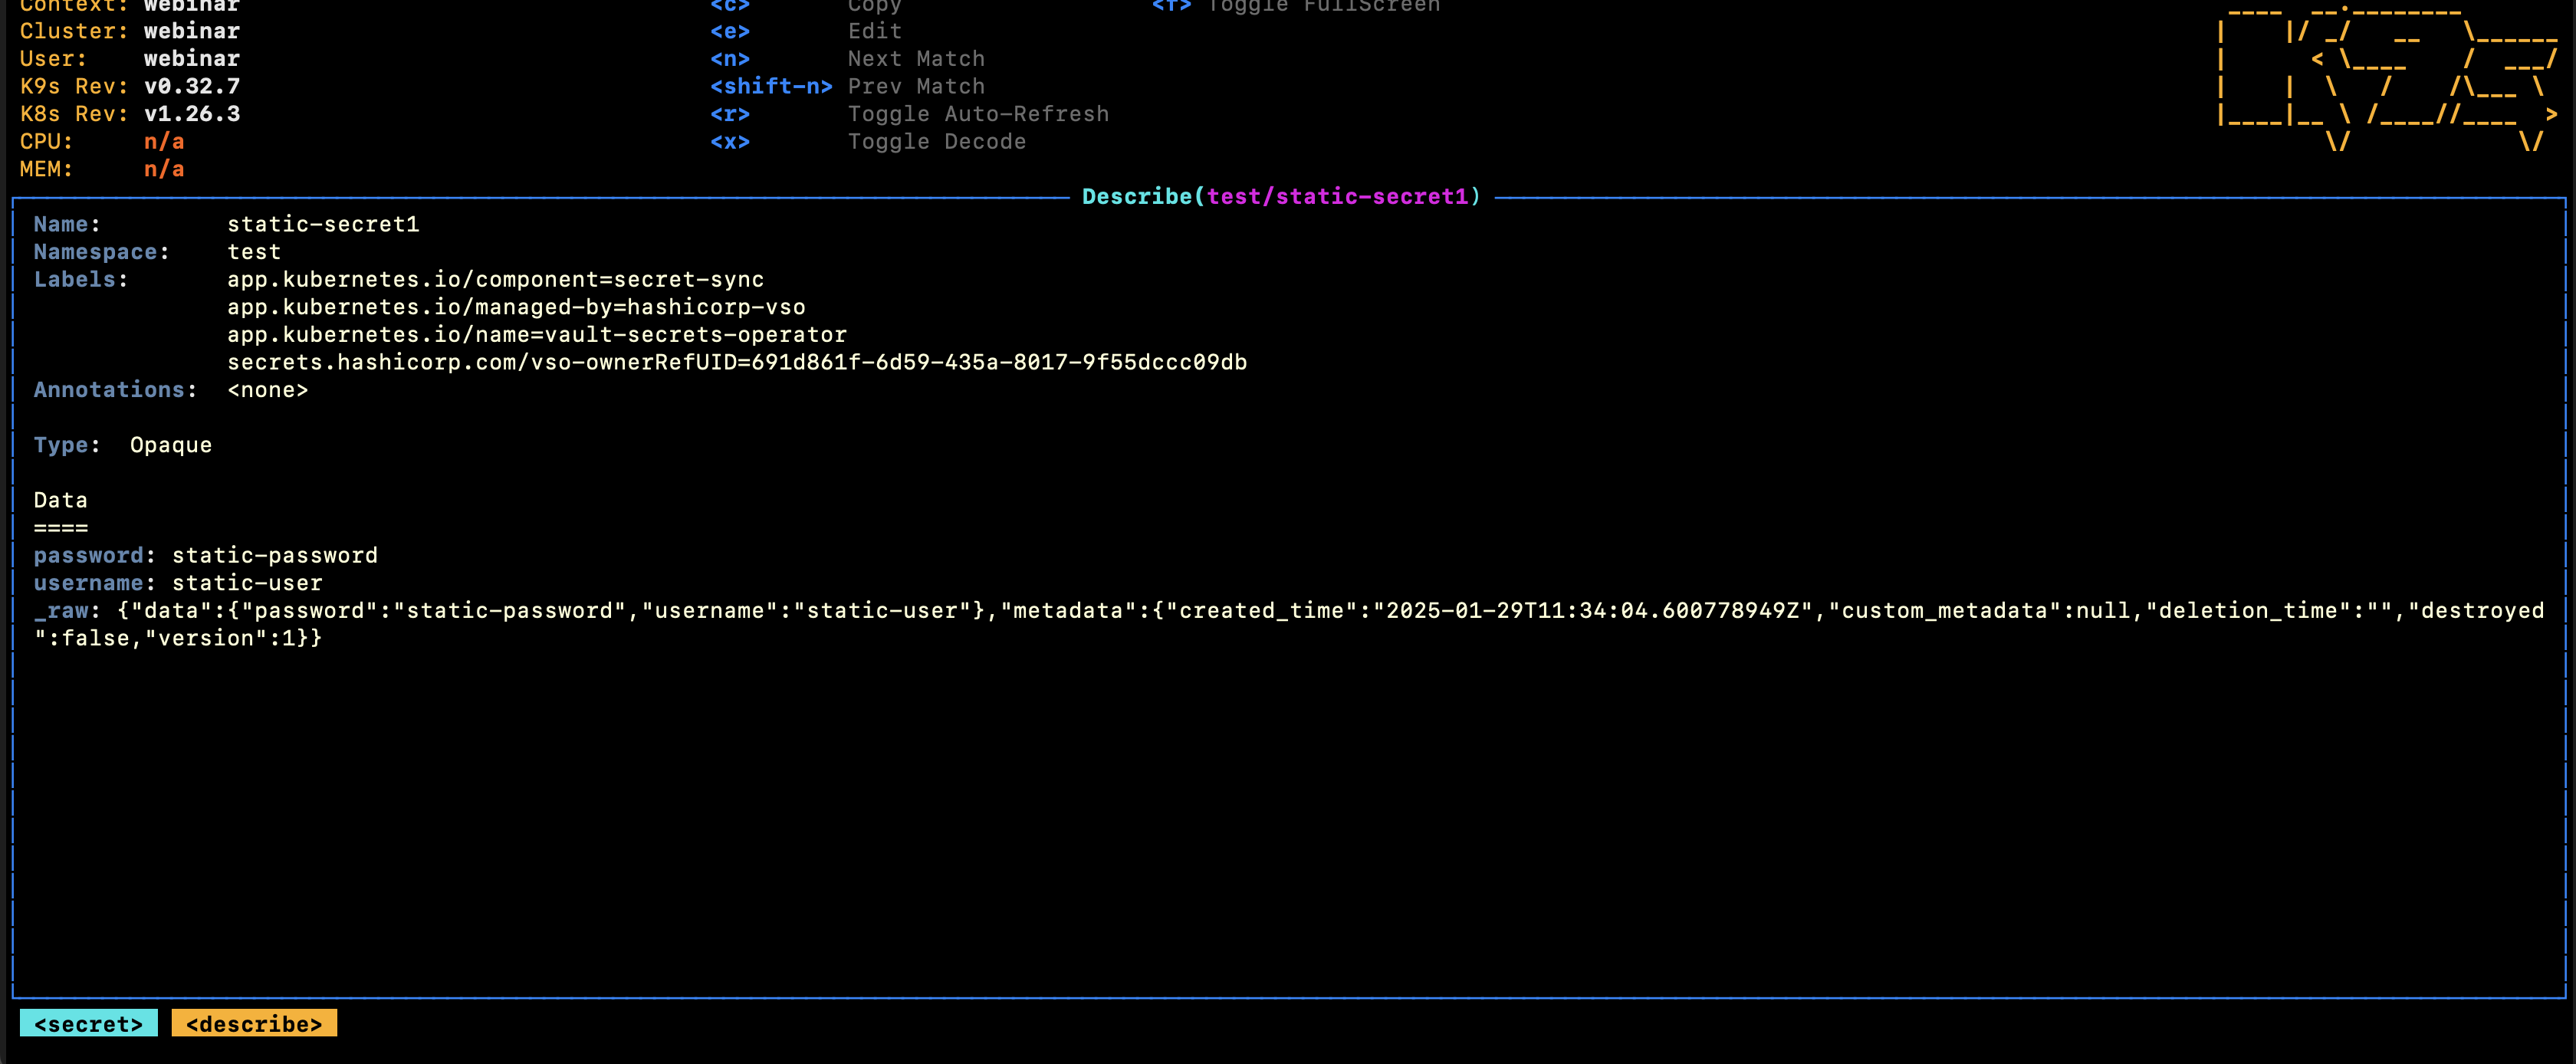 Context: webinar <c> Copy <f> Toggle FullScreen
Cluster: webinar <e> Edit
User: webinar <n> Next Match
K9s Rev: v0.32.7 <shift-n> Prev Match
K8s Rev: v1.26.3 <r> Toggle Auto-Refresh
CPU: n/a <x> Toggle Decode
MEM: n/a
Describe(test/static-secret1)
Name: static-secret1
Namespace: test
Labels: app.kubernetes.io/component=secret-sync
app.kubernetes.io/managed-by=hashicorp-vso
app.kubernetes.io/name=vault-secrets-operator
secrets.hashicorp.com/vso-ownerRefUID=691d861f-6d59-435a-8017-9f55dccc09db
Annotations: <none>
Type: Opaque
Data
====
password: static-password
username: static-user
_raw: {"data":{"password":"static-password","username":"static-user"},"metadata":{"created_time":"2025-01-29T11:34:04.600778949Z","custom_metadata":null,"deletion_time":"","destroyed
":false,"version":1}}
<secret> <describe>